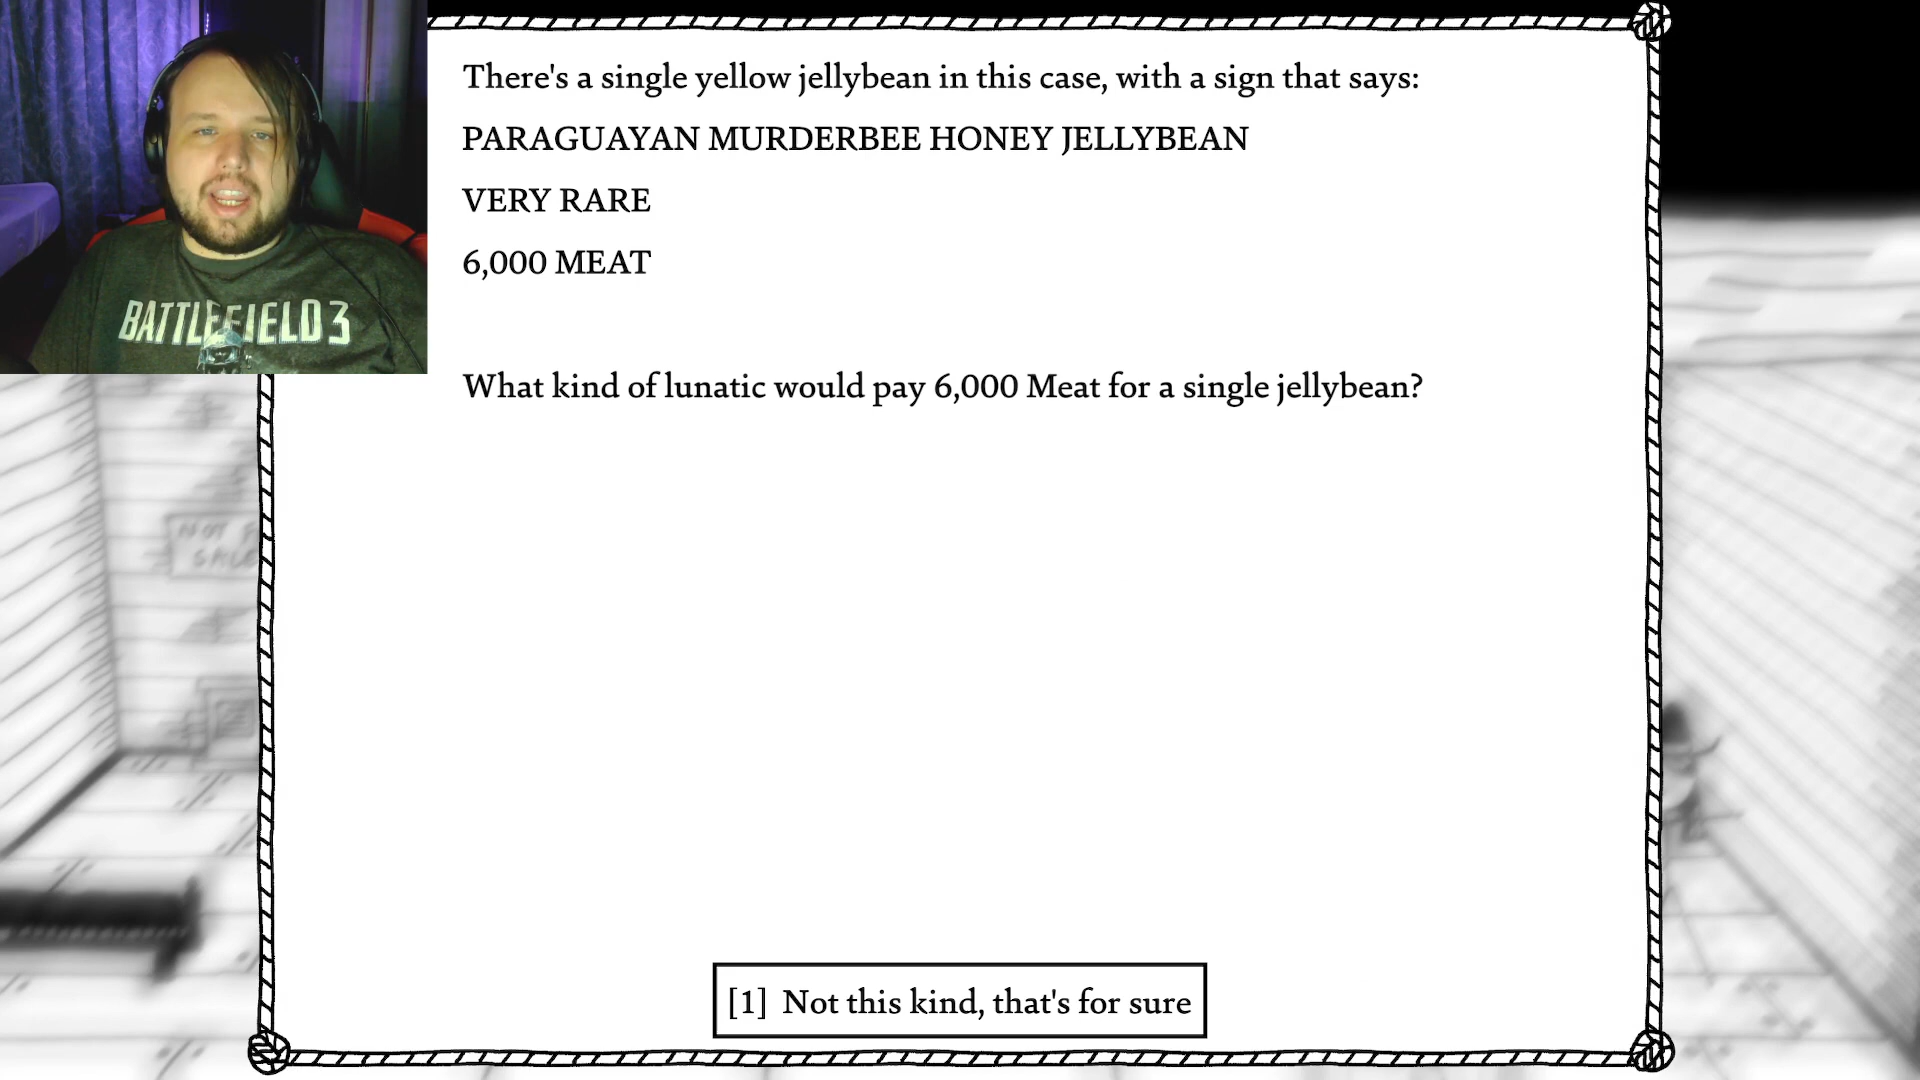 There's a single yellow jellybean in this case, with a sign that says:
PARAGUAYAN MURDERBEE HONEY JELLYBEAN
VERY RARE
6,000 MEAT
What kind of lunatic would pay 6,000 Meat for a single jellybean?
BATTLEFIELD 3
NOT F
SALE
[1] Not this kind, that's for sure